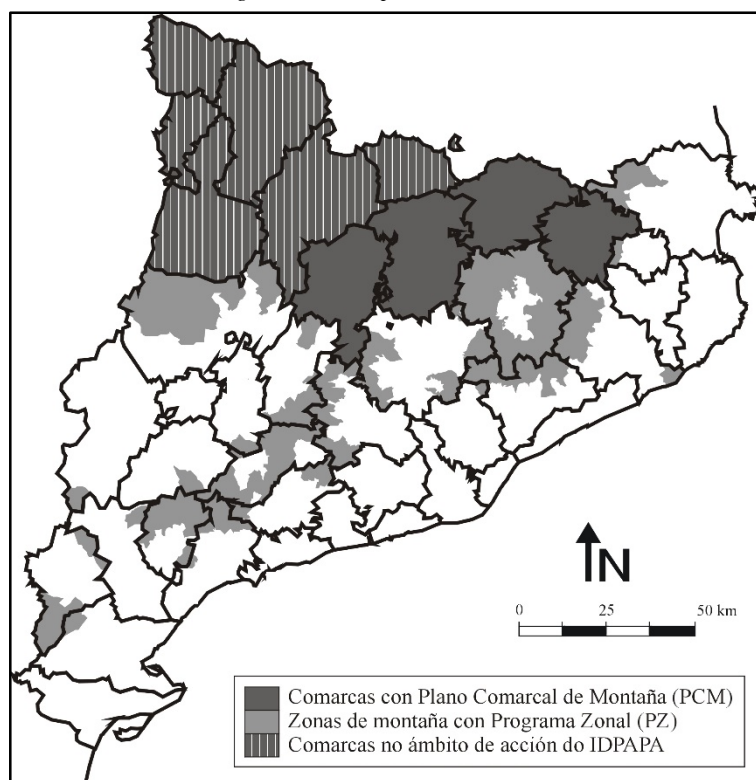 N
0 25 50 km
Comarcas con Plano Comarcal de Montaña (PCM)
Zonas de montaña con Programa Zonal (PZ)
Comarcas no ámbito de acción do IDPAPA